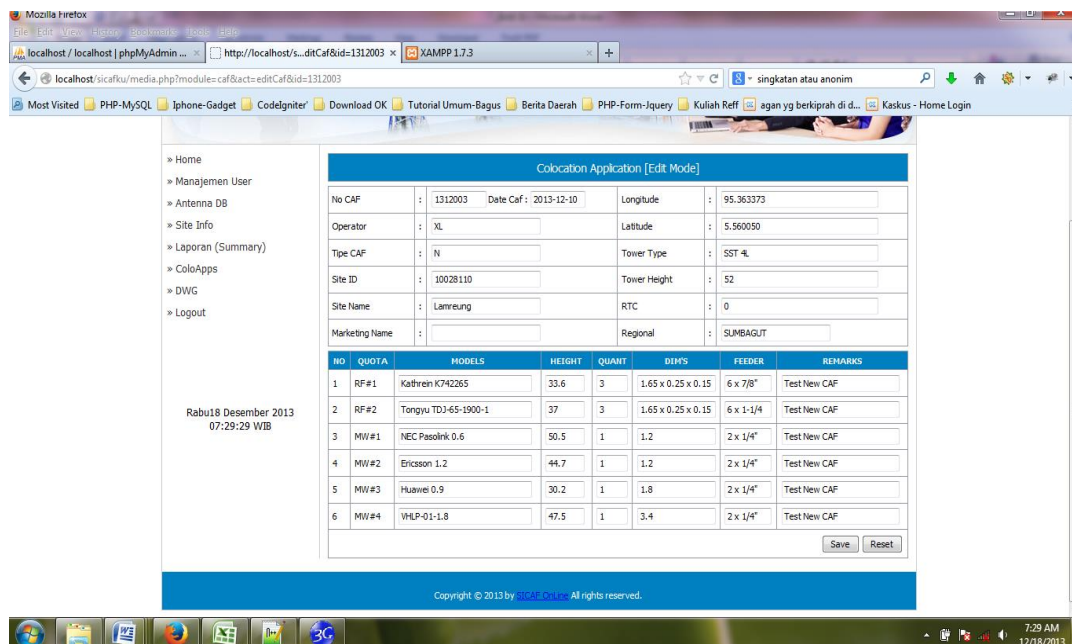 Mozilla Firefox
File Edit View History Bookmarks Tools Help
localhost / localhost | phpMyAdmin ... × http://localhost/s...ditCaf&id=1312003 × XAMPP 1.7.3 × +
localhost/sicafku/media.php?module=caf&act=editCaf&id=1312003 singkatan atau anonim
Most Visited PHP-MySQL Iphone-Gadget CodeIgniter' Download OK Tutorial Umum-Bagus Berita Daerah PHP-Form-Jquery Kuliah Reff agan yg berkiprah di d... Kaskus - Home Login
» Home
» Manajemen User
» Antenna DB
» Site Info
» Laporan (Summary)
» ColoApps
» DWG
» Logout
Rabu18 Desember 2013
07:29:29 WIB
Colocation Application [Edit Mode]
No CAF : 1312003 Date Caf : 2013-12-10 Longitude : 95.363373
Operator : XL Latitude : 5.560050
Tipe CAF : N Tower Type : SST 4L
Site ID : 10028110 Tower Height : 52
Site Name : Lamreung RTC : 0
Marketing Name : Regional : SUMBAGUT
NO QUOTA MODELS HEIGHT QUANT DIM'S FEEDER REMARKS
1 RF#1 Kathrein K742265 33.6 3 1.65 x 0.25 x 0.15 6 x 7/8" Test New CAF
2 RF#2 Tongyu TDJ-65-1900-1 37 3 1.65 x 0.25 x 0.15 6 x 1-1/4 Test New CAF
3 MW#1 NEC Pasolink 0.6 50.5 1 1.2 2 x 1/4" Test New CAF
4 MW#2 Ericsson 1.2 44.7 1 1.2 2 x 1/4" Test New CAF
5 MW#3 Huawei 0.9 30.2 1 1.8 2 x 1/4" Test New CAF
6 MW#4 VHLP-01-1.8 47.5 1 3.4 2 x 1/4" Test New CAF
Save Reset
Copyright © 2013 by SICAF OnLine All rights reserved.
7:29 AM
12/18/2013